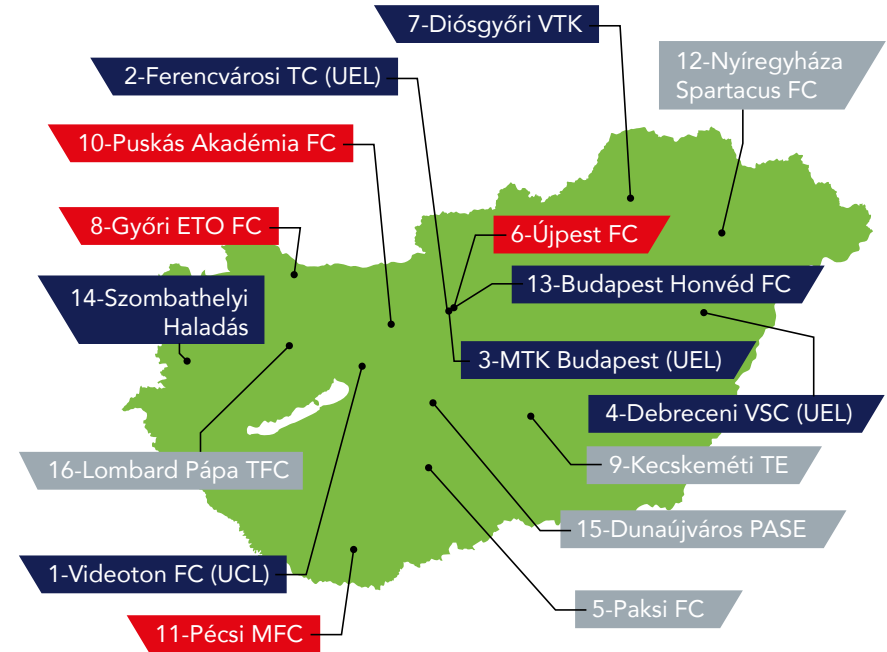 7-Diósgyőri VTK
2-Ferencvárosi TC (UEL)
12-Nyíregyháza
Spartacus FC
10-Puskás Akadémia FC
8-Győri ETO FC
6-Újpest FC
14-Szombathelyi
Haladás
13-Budapest Honvéd FC
3-MTK Budapest (UEL)
4-Debreceni VSC (UEL)
16-Lombard Pápa TFC
9-Kecskeméti TE
15-Dunaújváros PASE
1-Videoton FC (UCL)
5-Paksi FC
11-Pécsi MFC